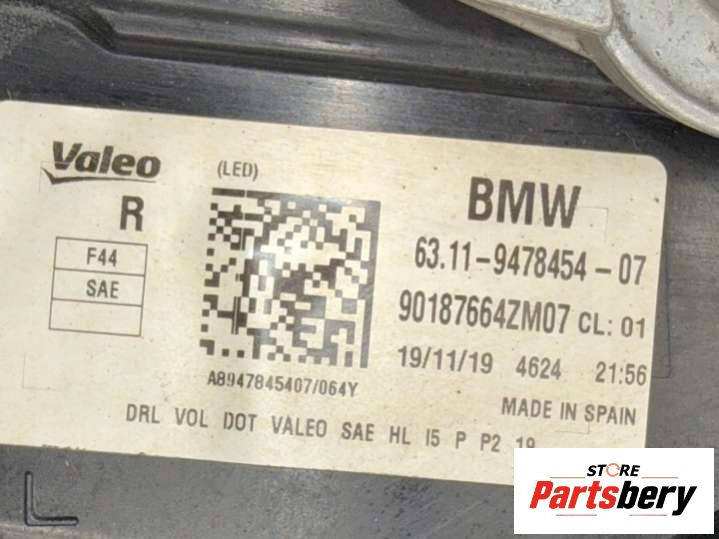 Valeo
(LED)
BMW
R
F44
SAE
63.11-9478454-07
90187664ZM07 CL: 01
19/11/19 4624 21:56
A8947845407/064Y
MADE IN SPAIN
DRL VOL DOT VALEO SAE HL I5 P P2 19
STORE
Partsbery